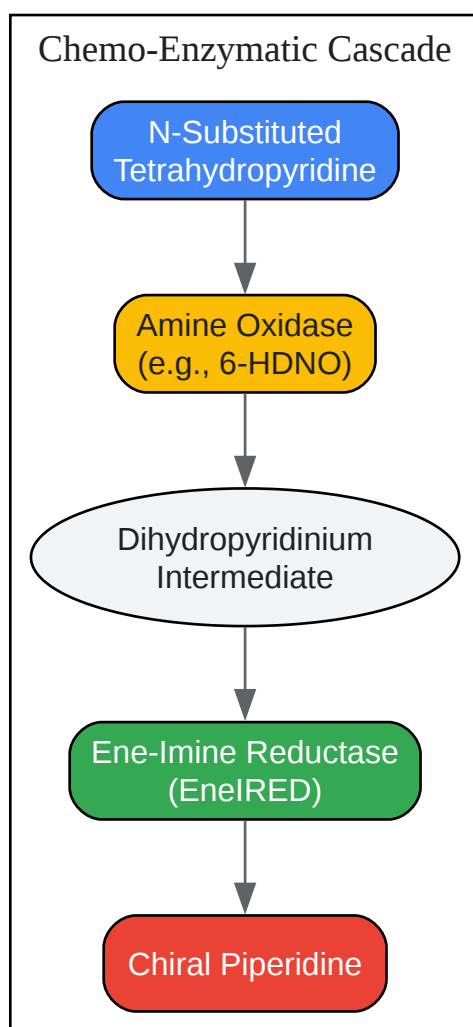 Chemo-Enzymatic Cascade
N-Substituted
Tetrahydropyridine
Amine Oxidase
(e.g., 6-HDNO)
Dihydropyridinium
Intermediate
Ene-Imine Reductase
(EneIRED)
Chiral Piperidine